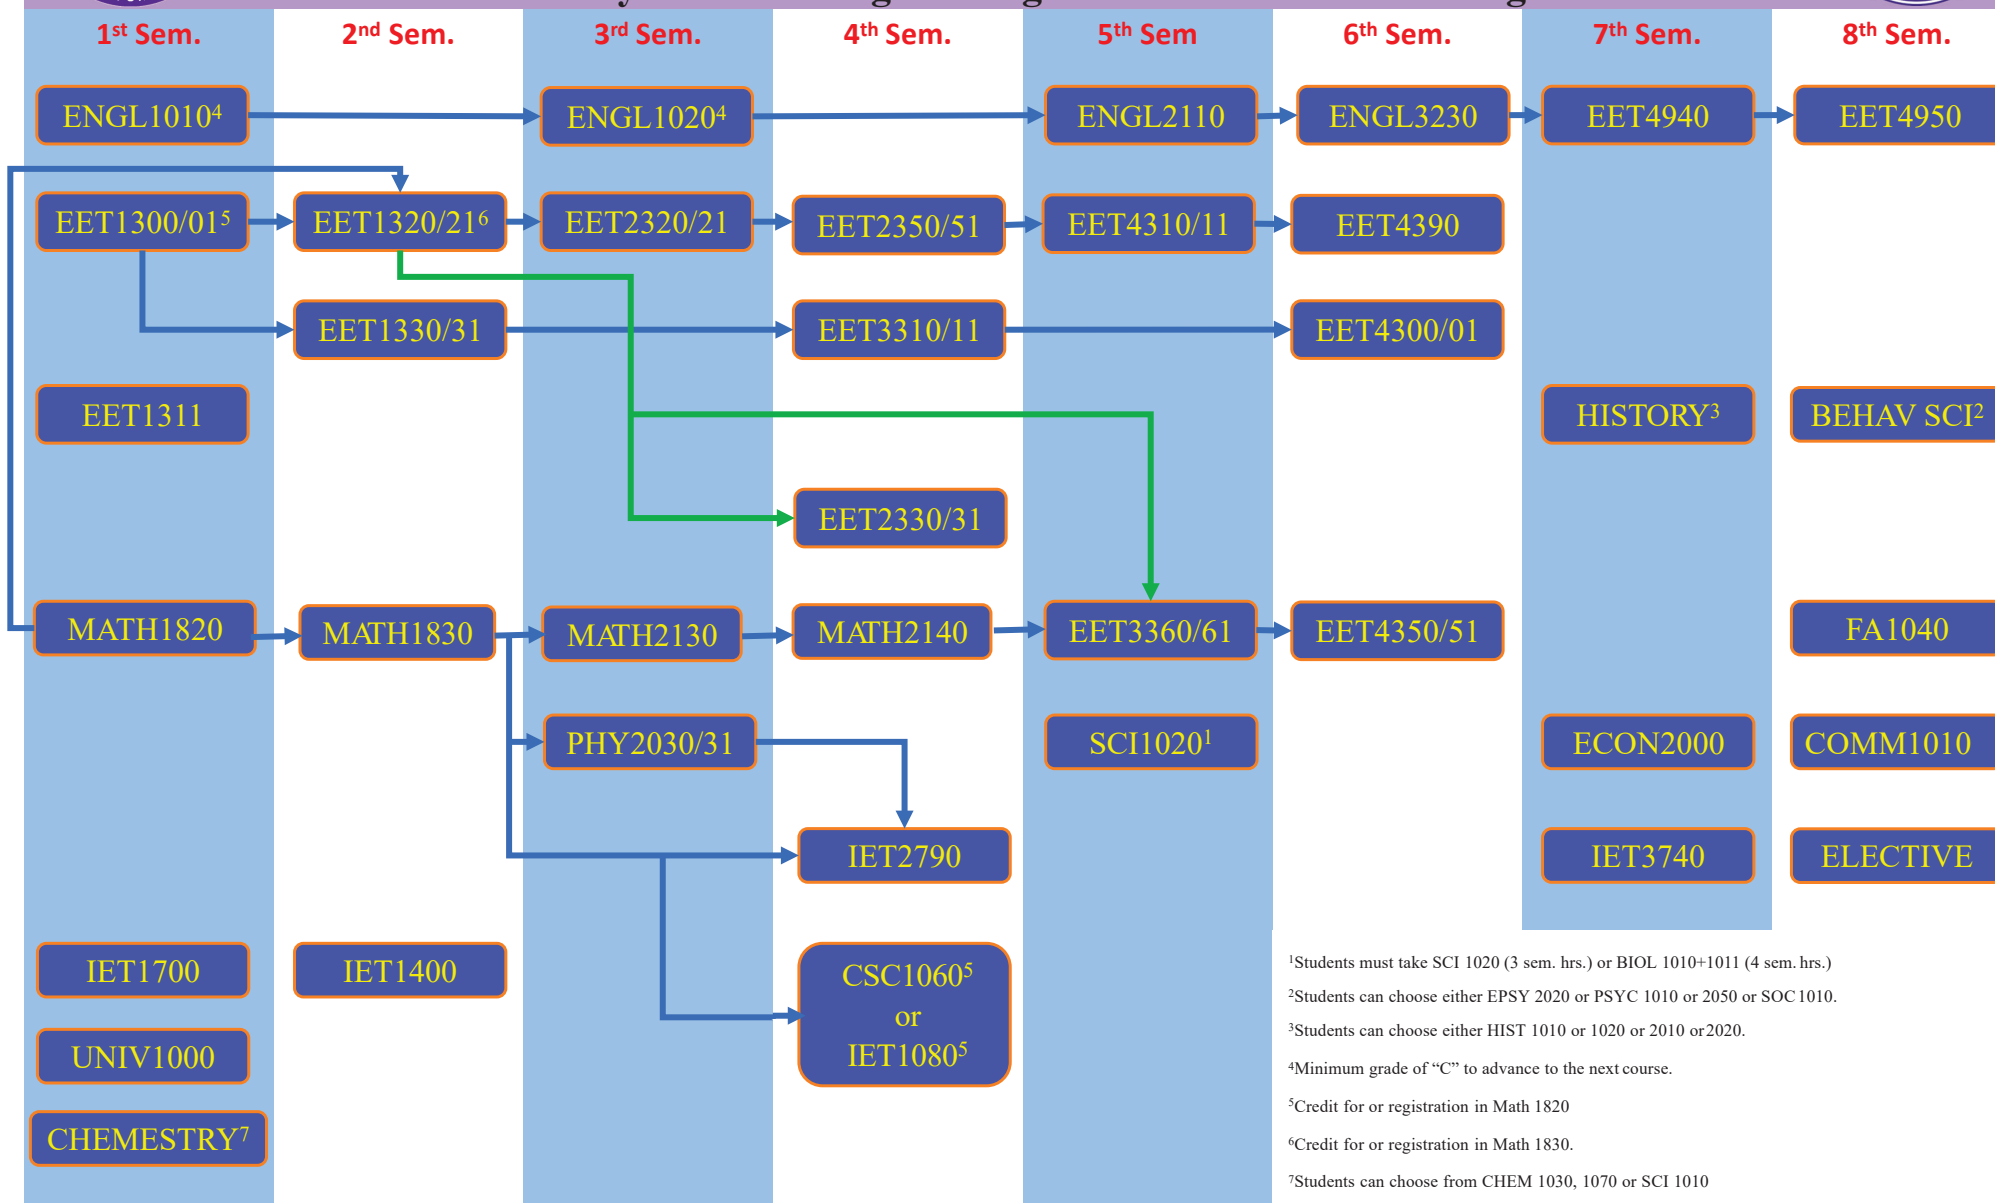 1st Sem. 2nd Sem. 3rd Sem. 4th Sem. 5th Sem 6th Sem. 7th Sem. 8th Sem.
ENGL1010⁴ ENGL1020⁴ ENGL2110 ENGL3230 EET4940 EET4950
EET1300/01⁵ EET1320/21⁶ EET2320/21 EET2350/51 EET4310/11 EET4390
EET1330/31 EET3310/11 EET4300/01
EET1311 HISTORY³ BEHAV SCI²
EET2330/31
MATH1820 MATH1830 MATH2130 MATH2140 EET3360/61 EET4350/51 FA1040
PHY2030/31 SCI1020¹ ECON2000 COMM1010
IET2790 IET3740 ELECTIVE
IET1700 IET1400 CSC1060⁵
or
IET1080⁵
UNIV1000
CHEMESTRY⁷
¹Students must take SCI 1020 (3 sem. hrs.) or BIOL 1010+1011 (4 sem. hrs.)
²Students can choose either EPSY 2020 or PSYC 1010 or 2050 or SOC 1010.
³Students can choose either HIST 1010 or 1020 or 2010 or 2020.
⁴Minimum grade of “C” to advance to the next course.
⁵Credit for or registration in Math 1820
⁶Credit for or registration in Math 1830.
⁷Students can choose from CHEM 1030, 1070 or SCI 1010